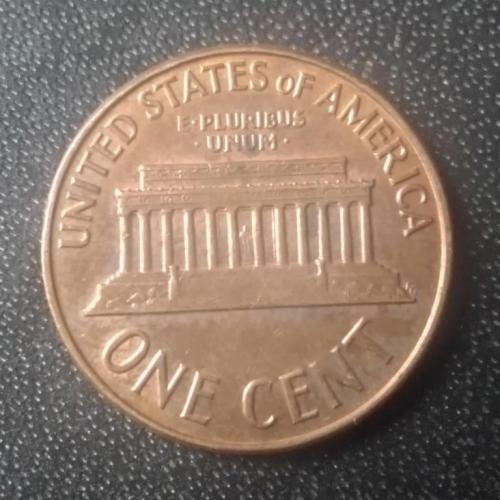 UNITED STATES OF AMERICA
E·PLURIBUS
·UNUM·
ONE CENT